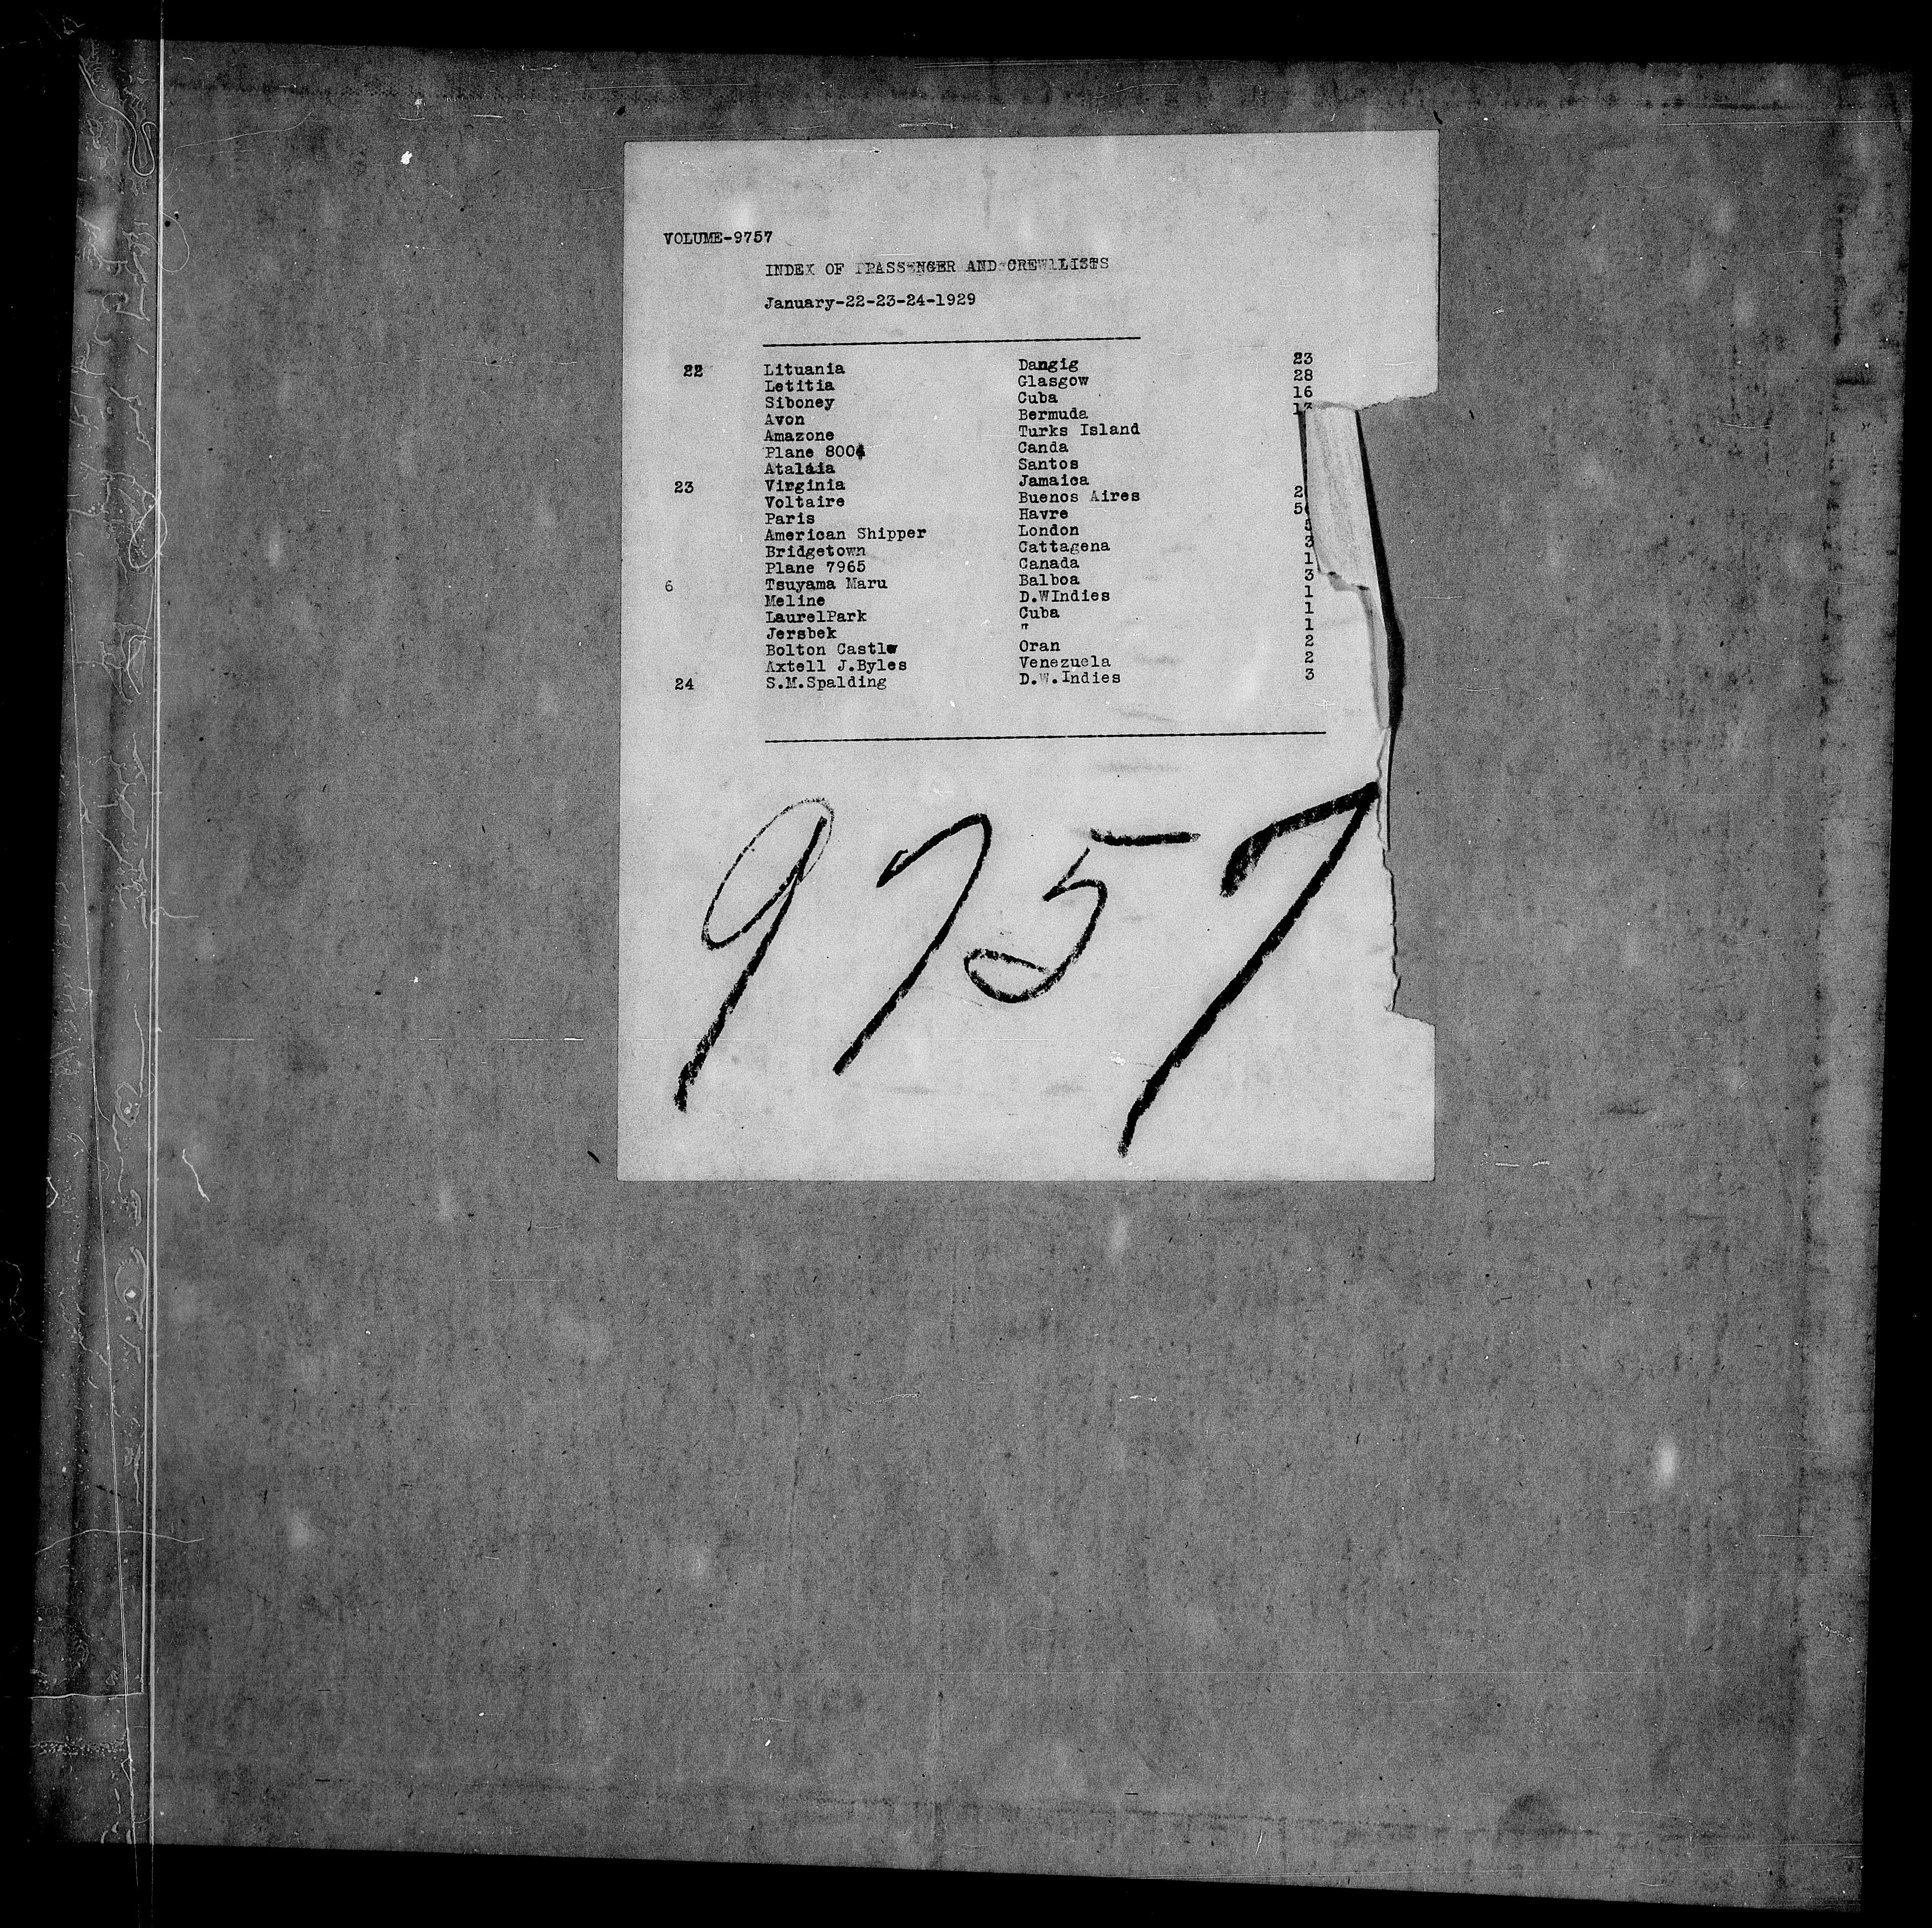 VOLUME-9757
INDEX OF PASSENGER AND CREW LISTS
January-22-23-24-1929
22 Lituania Dangig 23
Letitia Glasgow 28
Siboney Cuba 16
Avon Bermuda
Amazone Turks Island
Plane 8004 Canda
Atalaia Santos
23 Virginia Jamaica
Voltaire Buenos Aires
Paris Havre
American Shipper London
Bridgetown Cattagena 3
Plane 7965 Canada 1
6 Tsuyama Maru Balboa 3
Meline D.WIndies 1
LaurelPark Cuba 1
Jersbek " 1
Bolton Castle Oran 2
Axtell J.Byles Venezuela 2
24 S.M.Spalding D.W.Indies 3
9757